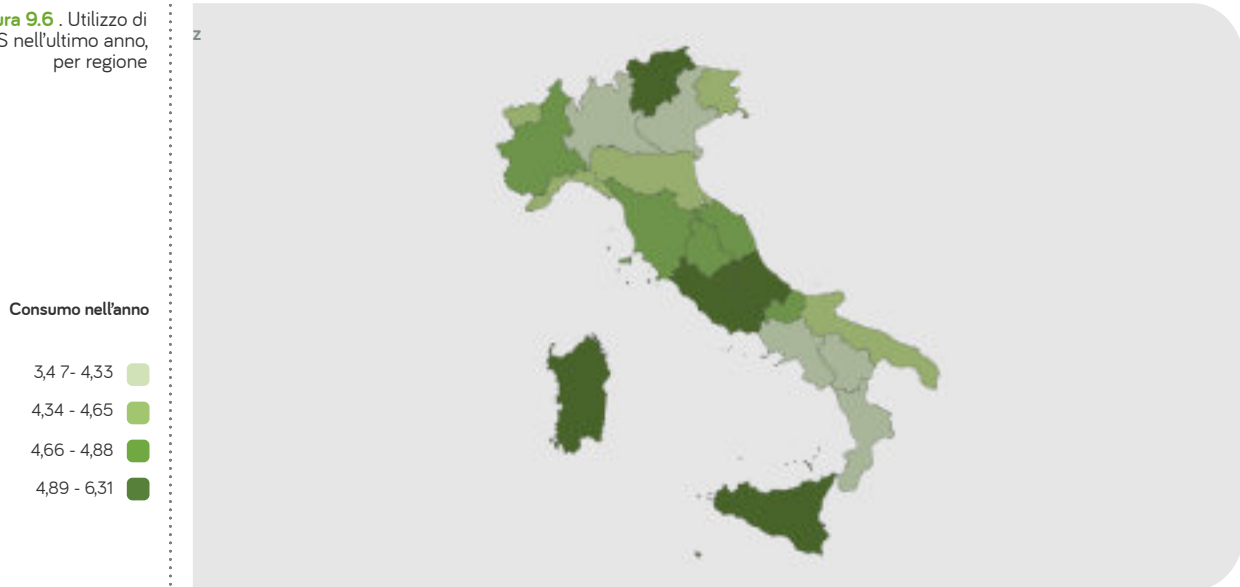 ura 9.6 . Utilizzo di
S nell'ultimo anno,
per regione
z
Consumo nell'anno
3,4 7- 4,33
4,34 - 4,65
4,66 - 4,88
4,89 - 6,31